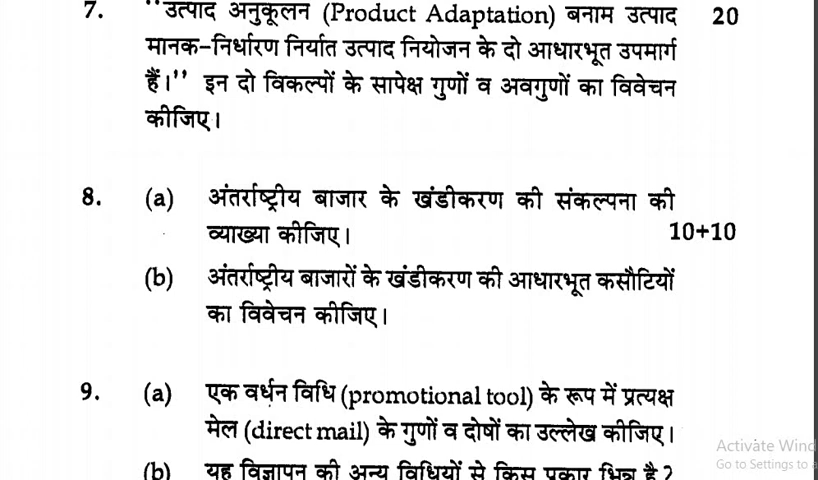 7. ''उत्पाद अनुकूलन (Product Adaptation) बनाम उत्पाद 20
मानक-निर्धारण निर्यात उत्पाद नियोजन के दो आधारभूत उपमार्ग
हैं।'' इन दो विकल्पों के सापेक्ष गुणों व अवगुणों का विवेचन
कीजिए।
8. (a) अंतर्राष्ट्रीय बाजार के खंडीकरण की संकल्पना की
व्याख्या कीजिए। 10+10
(b) अंतर्राष्ट्रीय बाजारों के खंडीकरण की आधारभूत कसौटियों
का विवेचन कीजिए।
9. (a) एक वर्धन विधि (promotional tool) के रूप में प्रत्यक्ष
मेल (direct mail) के गुणों व दोषों का उल्लेख कीजिए।
Activate Wind
Go to Settings to a
(b) यह विज्ञापन की अन्य विधियों से किस प्रकार भिन्न है?